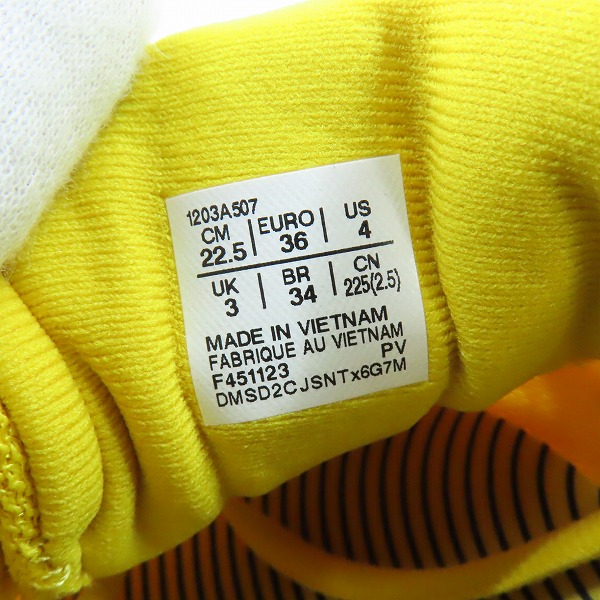 1203A507
CM 22.5 | EURO 36 | US 4
UK 3 | BR 34 | CN 225(2.5)
MADE IN VIETNAM
FABRIQUE AU VIETNAM
F451123 PV
DMSD2CJSNTx6G7M